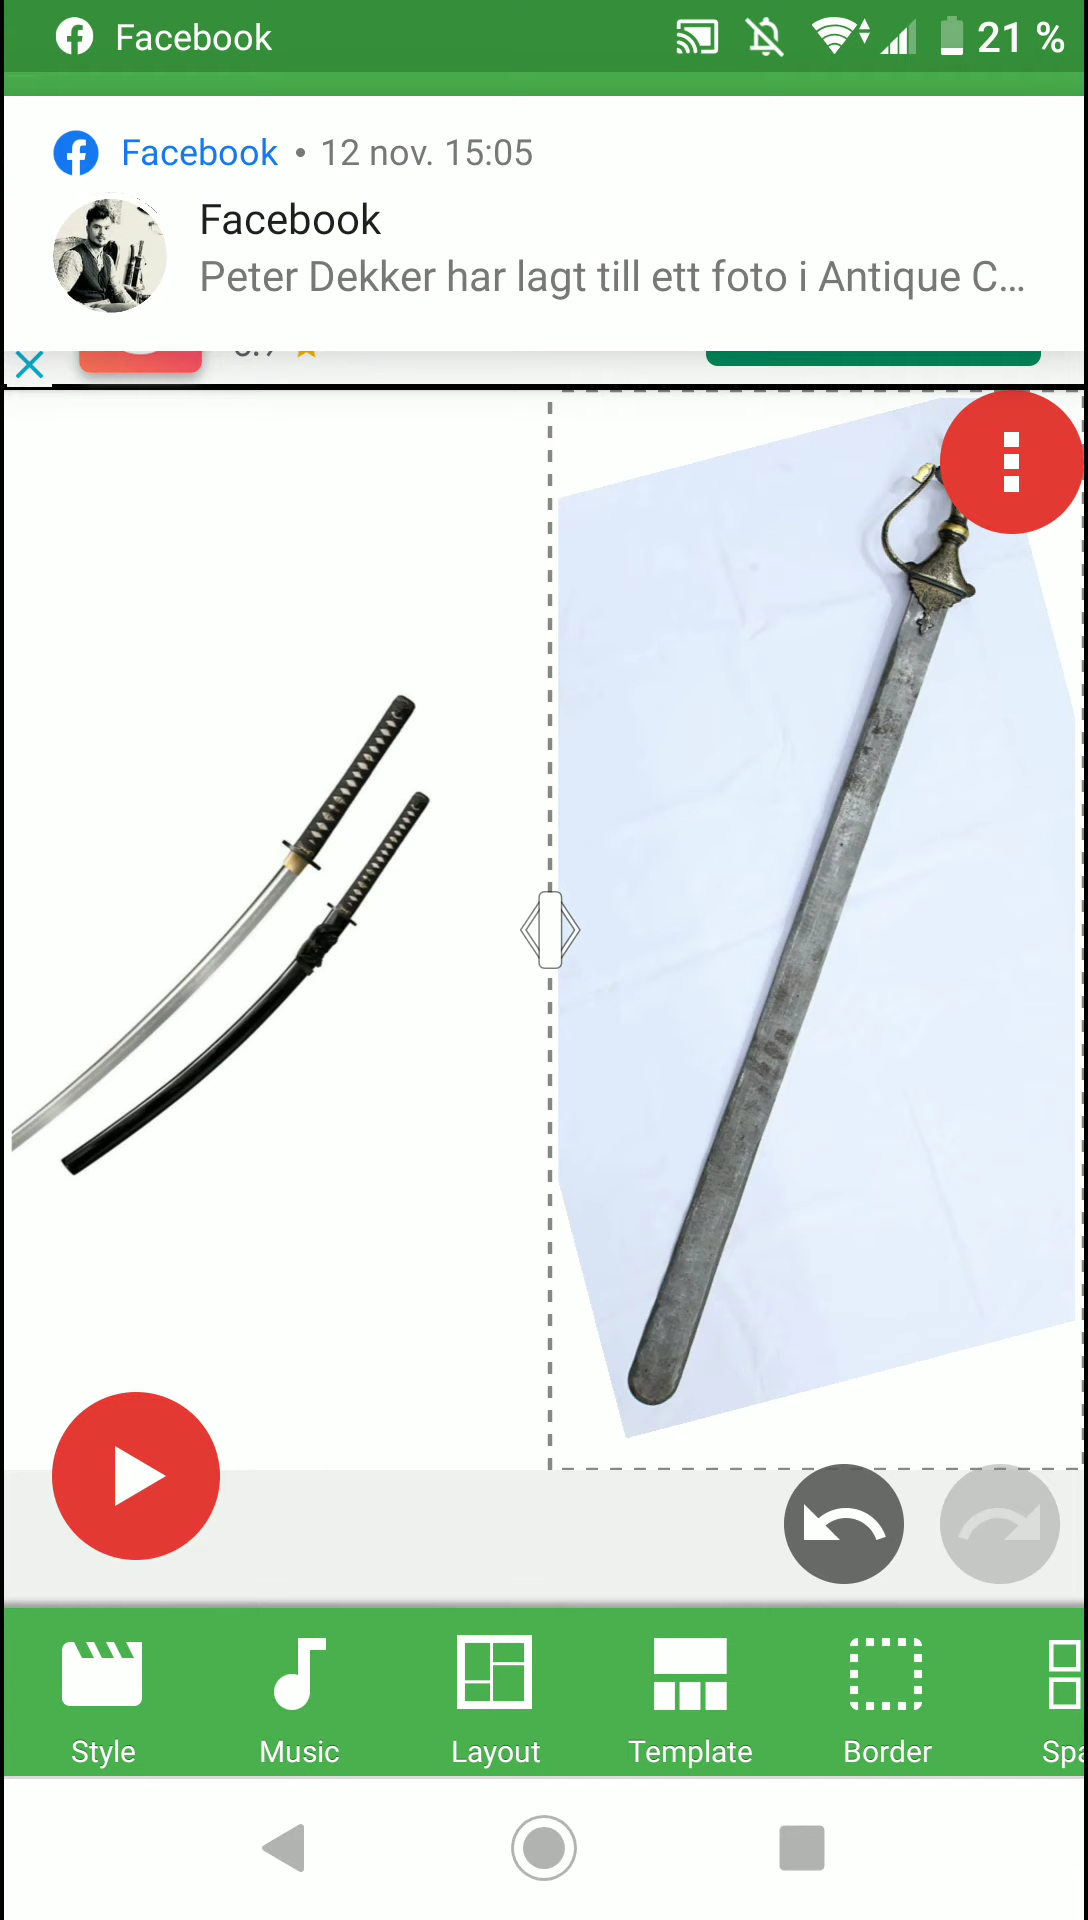 Facebook
21 %
Facebook • 12 nov. 15:05
Facebook
Peter Dekker har lagt till ett foto i Antique C...
Style
Music
Layout
Template
Border
Spa